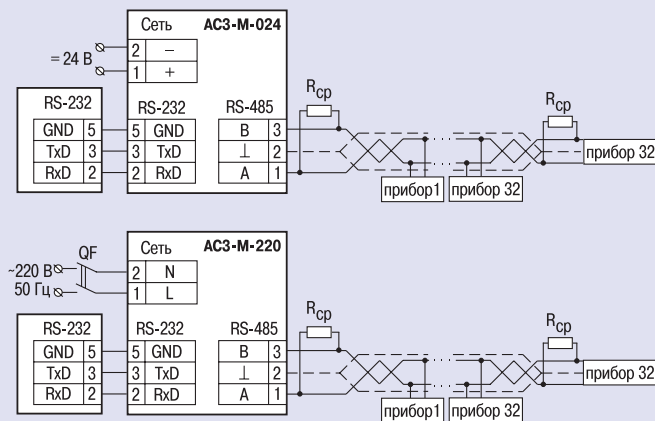 Сеть АС3-М-024
2 –
1 +
= 24 В
RS-232 RS-232 RS-485
GND 5 5 GND B 3
TxD 3 3 TxD ⊥ 2
RxD 2 2 RxD A 1
Rср Rср
прибор1 прибор 32 прибор 32
Сеть АС3-М-220
QF
~220 В 2 N
50 Гц 1 L
RS-232 RS-232 RS-485
GND 5 5 GND B 3
TxD 3 3 TxD ⊥ 2
RxD 2 2 RxD A 1
Rср Rср
прибор1 прибор 32 прибор 32